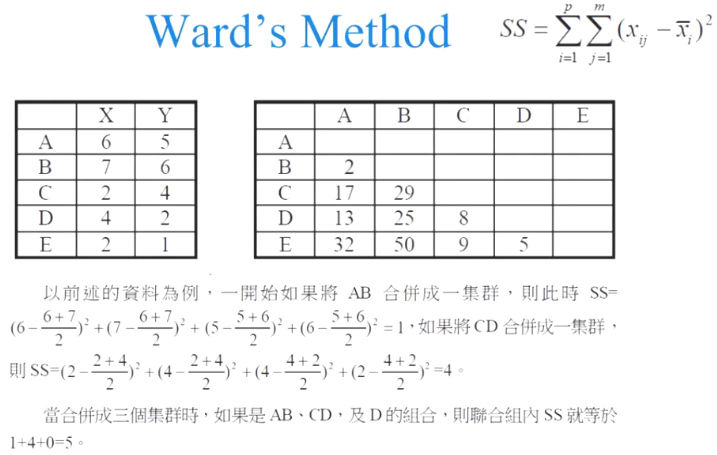 Ward's Method
SS = \sum_{i=1}^{p} \sum_{j=1}^{m} (x_{ij} - \overline{x}_i)^2
X Y
A 6 5
B 7 6
C 2 4
D 4 2
E 2 1
A B C D E
A
B 2
C 17 29
D 13 25 8
E 32 50 9 5
以前述的資料為例，一開始如果將 AB 合併成一集群，則此時 SS=
(6-\frac{6+7}{2})^2+(7-\frac{6+7}{2})^2+(5-\frac{5+6}{2})^2+(6-\frac{5+6}{2})^2=1，如果將CD 合併成一集群，
則 SS=(2-\frac{2+4}{2})^2+(4-\frac{2+4}{2})^2+(4-\frac{4+2}{2})^2+(2-\frac{4+2}{2})^2=4。
當合併成三個集群時，如果是 AB、CD，及 D 的組合，則聯合組內 SS 就等於
1+4+0=5。